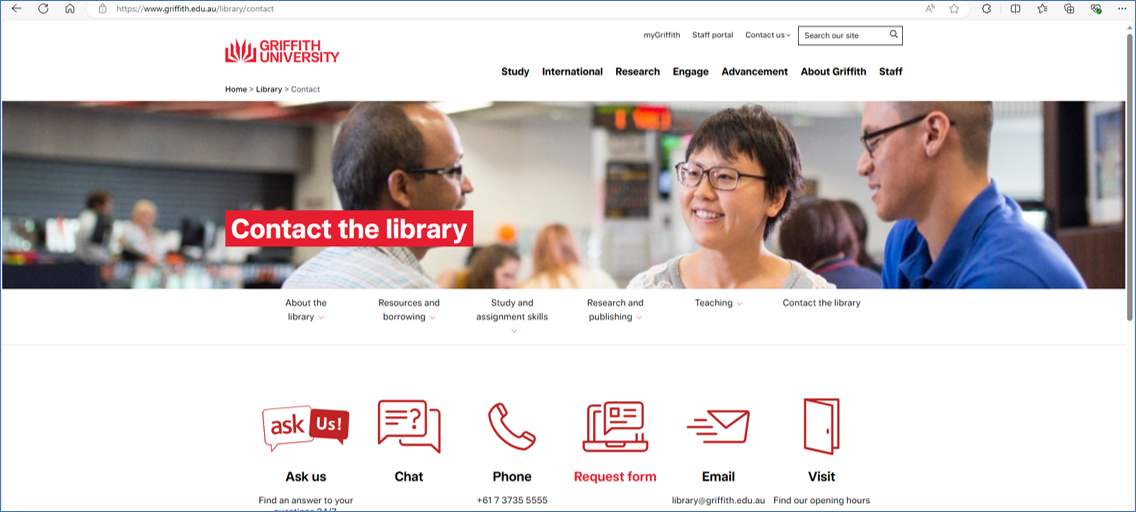 https://www.griffith.edu.au/library/contact
GRIFFITH
UNIVERSITY
myGriffith Staff portal Contact us Search our site
Study International Research Engage Advancement About Griffith Staff
Home > Library > Contact
Contact the library
About the library
Resources and borrowing
Study and assignment skills
Research and publishing
Teaching
Contact the library
ask Us!
?
Ask us Chat Phone Request form Email Visit
Find an answer to your +61 7 3735 5555 library@griffith.edu.au Find our opening hours
questions 24/7